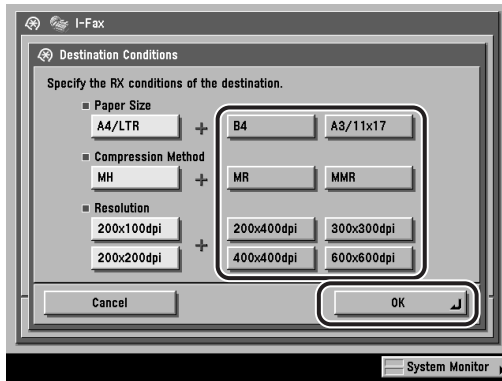 I-Fax
Destination Conditions
Specify the RX conditions of the destination.
Paper Size
A4/LTR + B4 A3/11x17
Compression Method
MH + MR MMR
Resolution
200x100dpi 200x400dpi 300x300dpi
+
200x200dpi 400x400dpi 600x600dpi
Cancel OK
System Monitor